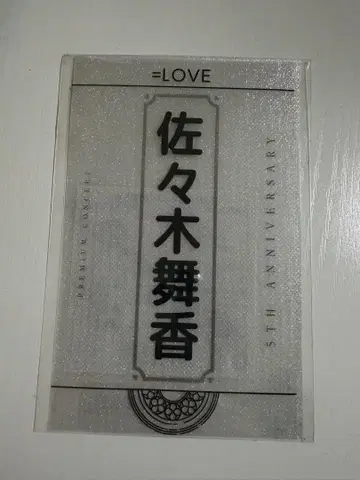 =LOVE
佐々木舞香
PREMIUM CONCERT
5TH ANNIVERSARY